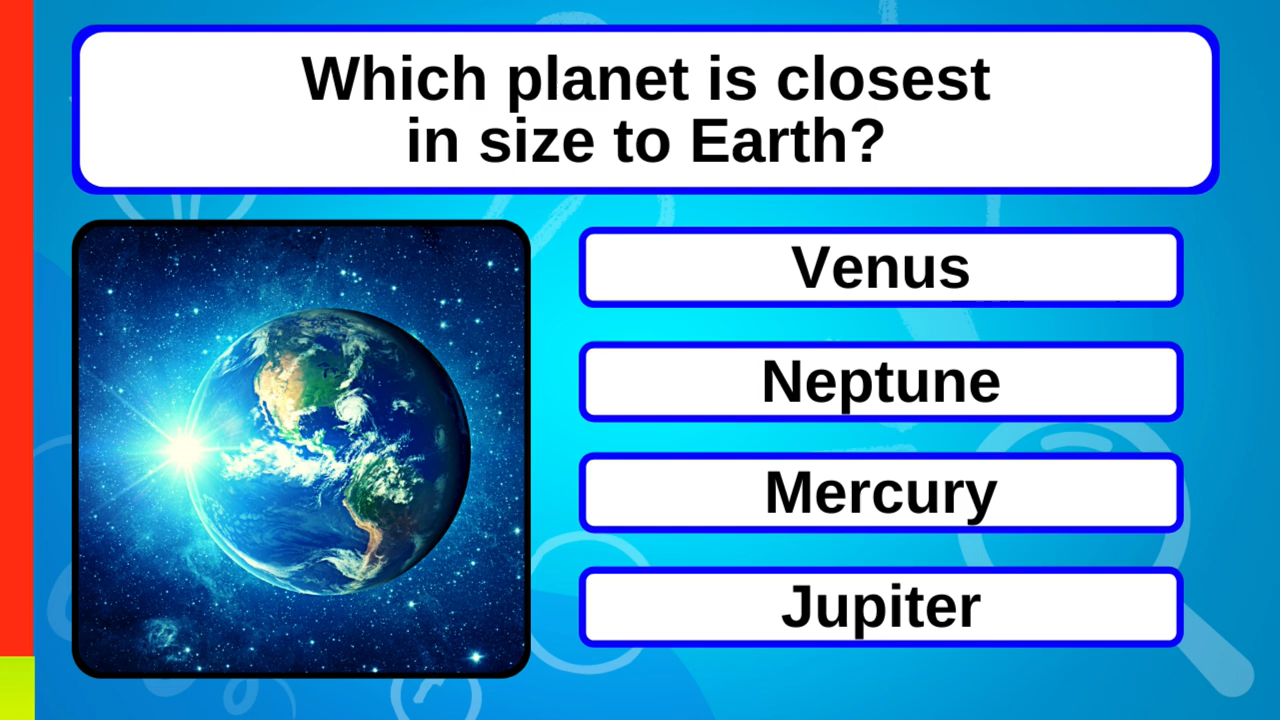 Which planet is closest
in size to Earth?
Venus
Neptune
Mercury
Jupiter